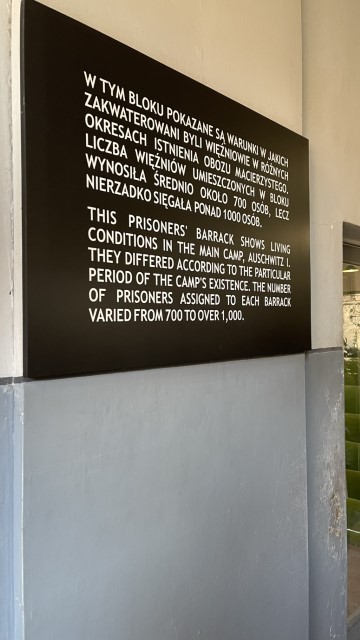 W TYM BLOKU POKAZANE SĄ WARUNKI W JAKICH
ZAKWATEROWANI BYLI WIĘŹNIOWIE W RÓŻNYCH
OKRESACH ISTNIENIA OBOZU MACIERZYSTEGO.
LICZBA WIĘŹNIÓW UMIESZCZONYCH W BLOKU
WYNOSIŁA ŚREDNIO OKOŁO 700 OSÓB, LECZ
NIERZADKO SIĘGAŁA PONAD 1000 OSÓB.
THIS PRISONERS' BARRACK SHOWS LIVING
CONDITIONS IN THE MAIN CAMP, AUSCHWITZ I.
THEY DIFFERED ACCORDING TO THE PARTICULAR
PERIOD OF THE CAMP'S EXISTENCE. THE NUMBER
OF PRISONERS ASSIGNED TO EACH BARRACK
VARIED FROM 700 TO OVER 1,000.